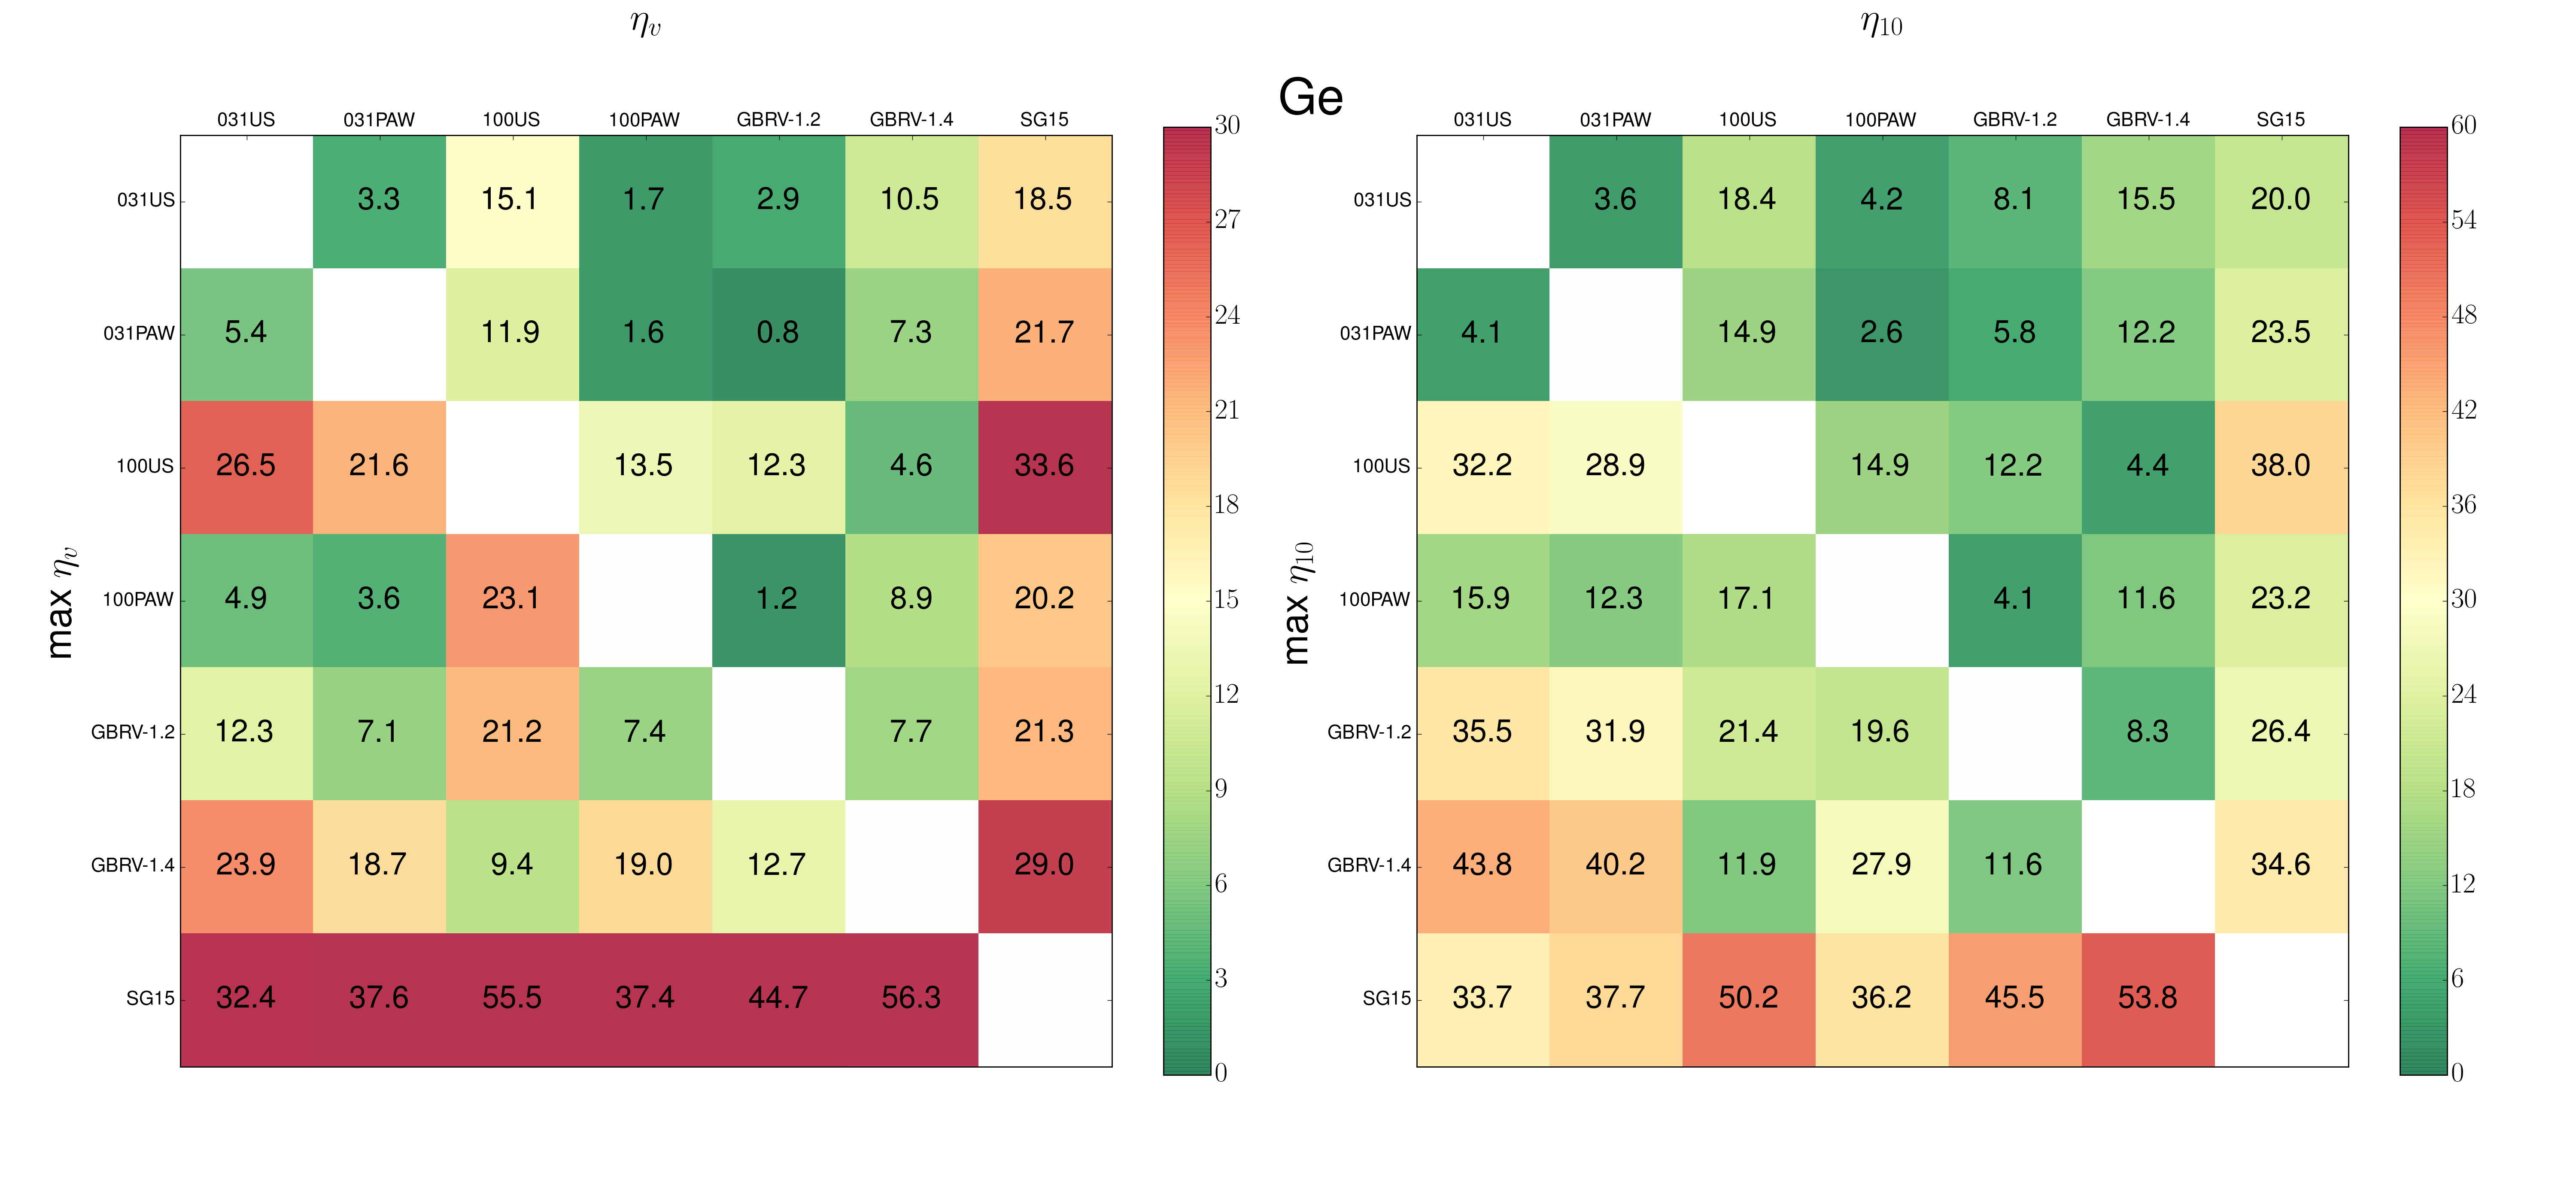 η_v
η_10
Ge
031US 031PAW 100US 100PAW GBRV-1.2 GBRV-1.4 SG15
031US 3.3 15.1 1.7 2.9 10.5 18.5
031PAW 5.4 11.9 1.6 0.8 7.3 21.7
100US 26.5 21.6 13.5 12.3 4.6 33.6
100PAW 4.9 3.6 23.1 1.2 8.9 20.2
GBRV-1.2 12.3 7.1 21.2 7.4 7.7 21.3
GBRV-1.4 23.9 18.7 9.4 19.0 12.7 29.0
SG15 32.4 37.6 55.5 37.4 44.7 56.3
max η_v
30
27
24
21
18
15
12
9
6
3
0
031US 031PAW 100US 100PAW GBRV-1.2 GBRV-1.4 SG15
031US 3.6 18.4 4.2 8.1 15.5 20.0
031PAW 4.1 14.9 2.6 5.8 12.2 23.5
100US 32.2 28.9 14.9 12.2 4.4 38.0
100PAW 15.9 12.3 17.1 4.1 11.6 23.2
GBRV-1.2 35.5 31.9 21.4 19.6 8.3 26.4
GBRV-1.4 43.8 40.2 11.9 27.9 11.6 34.6
SG15 33.7 37.7 50.2 36.2 45.5 53.8
max η_10
60
54
48
42
36
30
24
18
12
6
0